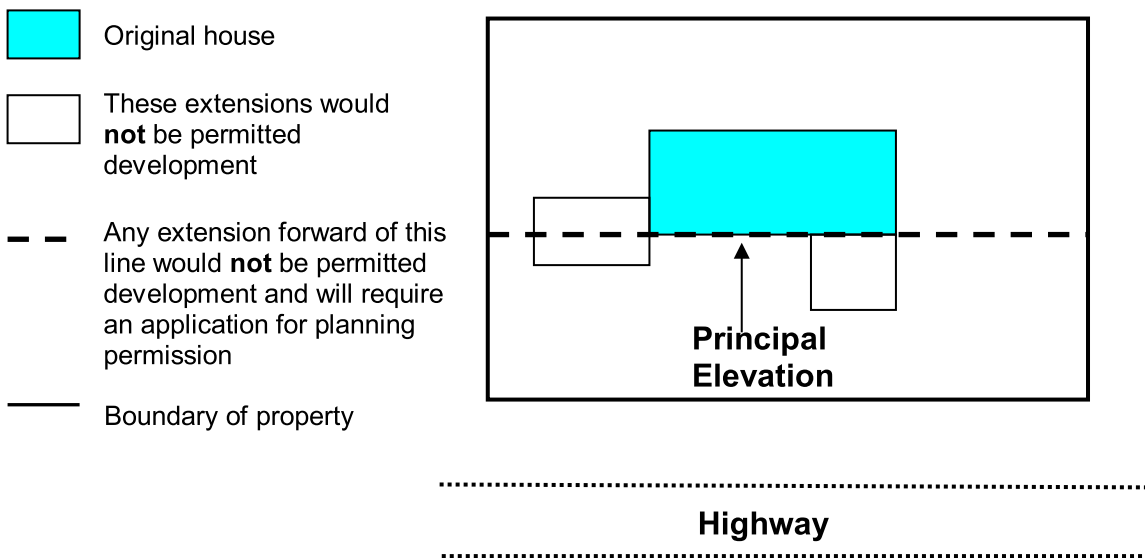 Original house
These extensions would
not be permitted
development
Any extension forward of this
line would not be permitted
development and will require
an application for planning
permission
Boundary of property
Principal
Elevation
Highway